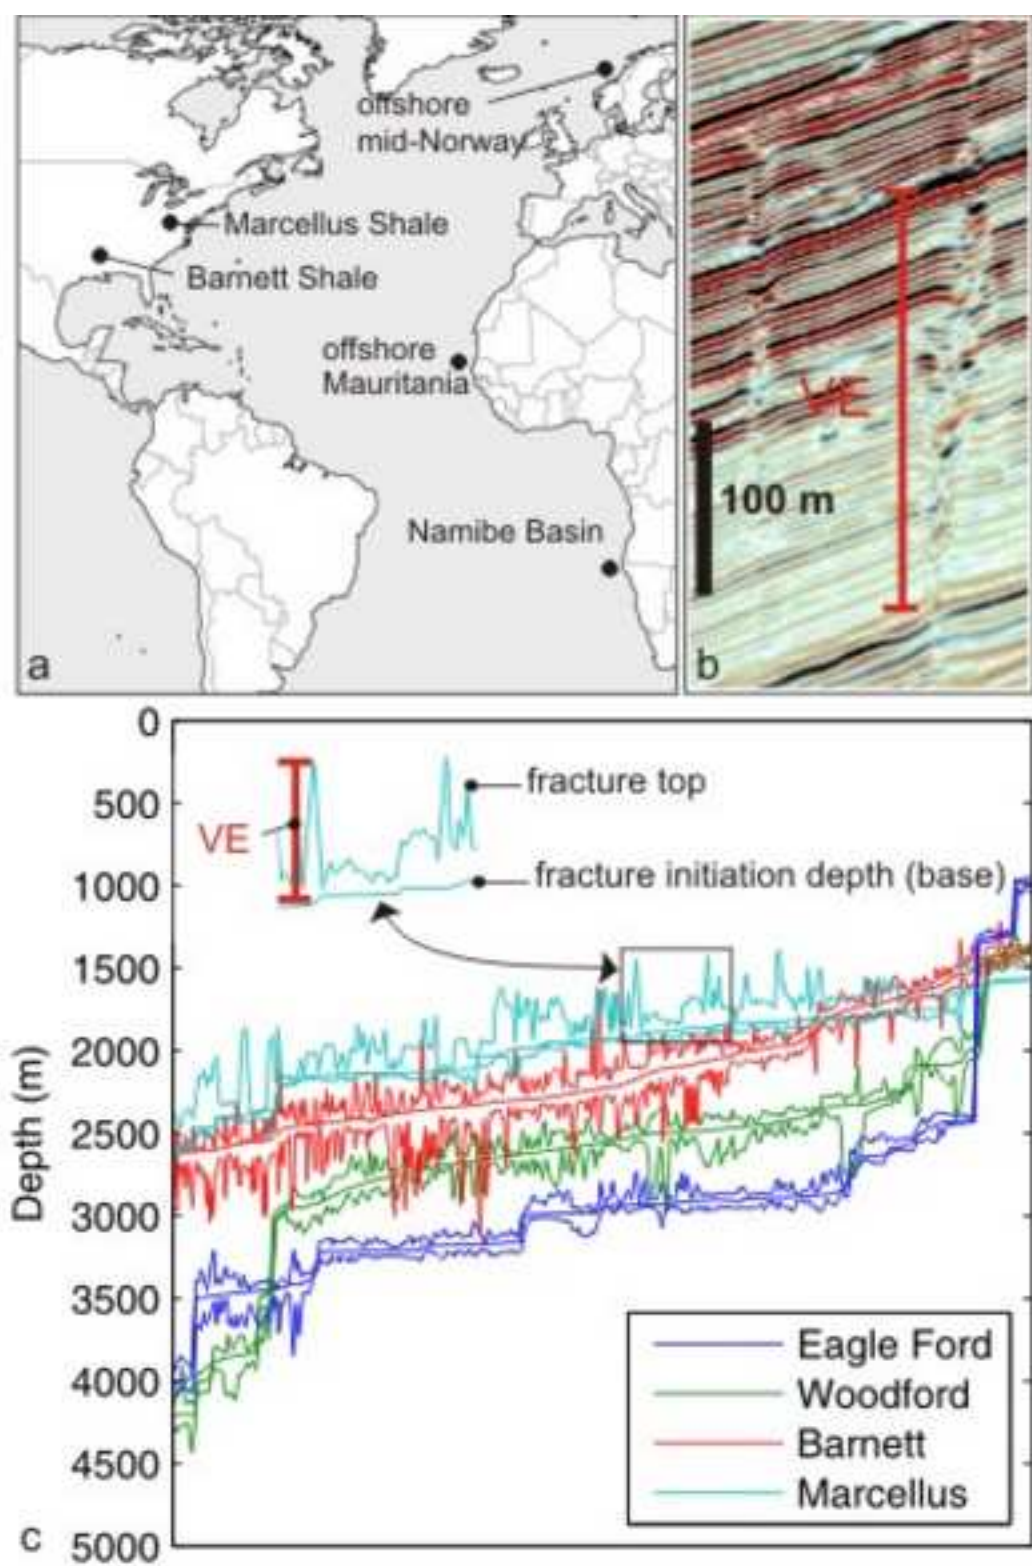 offshore
mid-Norway
Marcellus Shale
Barnett Shale
offshore
Mauritania
Namibe Basin
a
VE
100 m
b
0
500
1000
1500
2000
2500
3000
3500
4000
4500
5000
Depth (m)
VE
fracture top
fracture initiation depth (base)
Eagle Ford
Woodford
Barnett
Marcellus
c